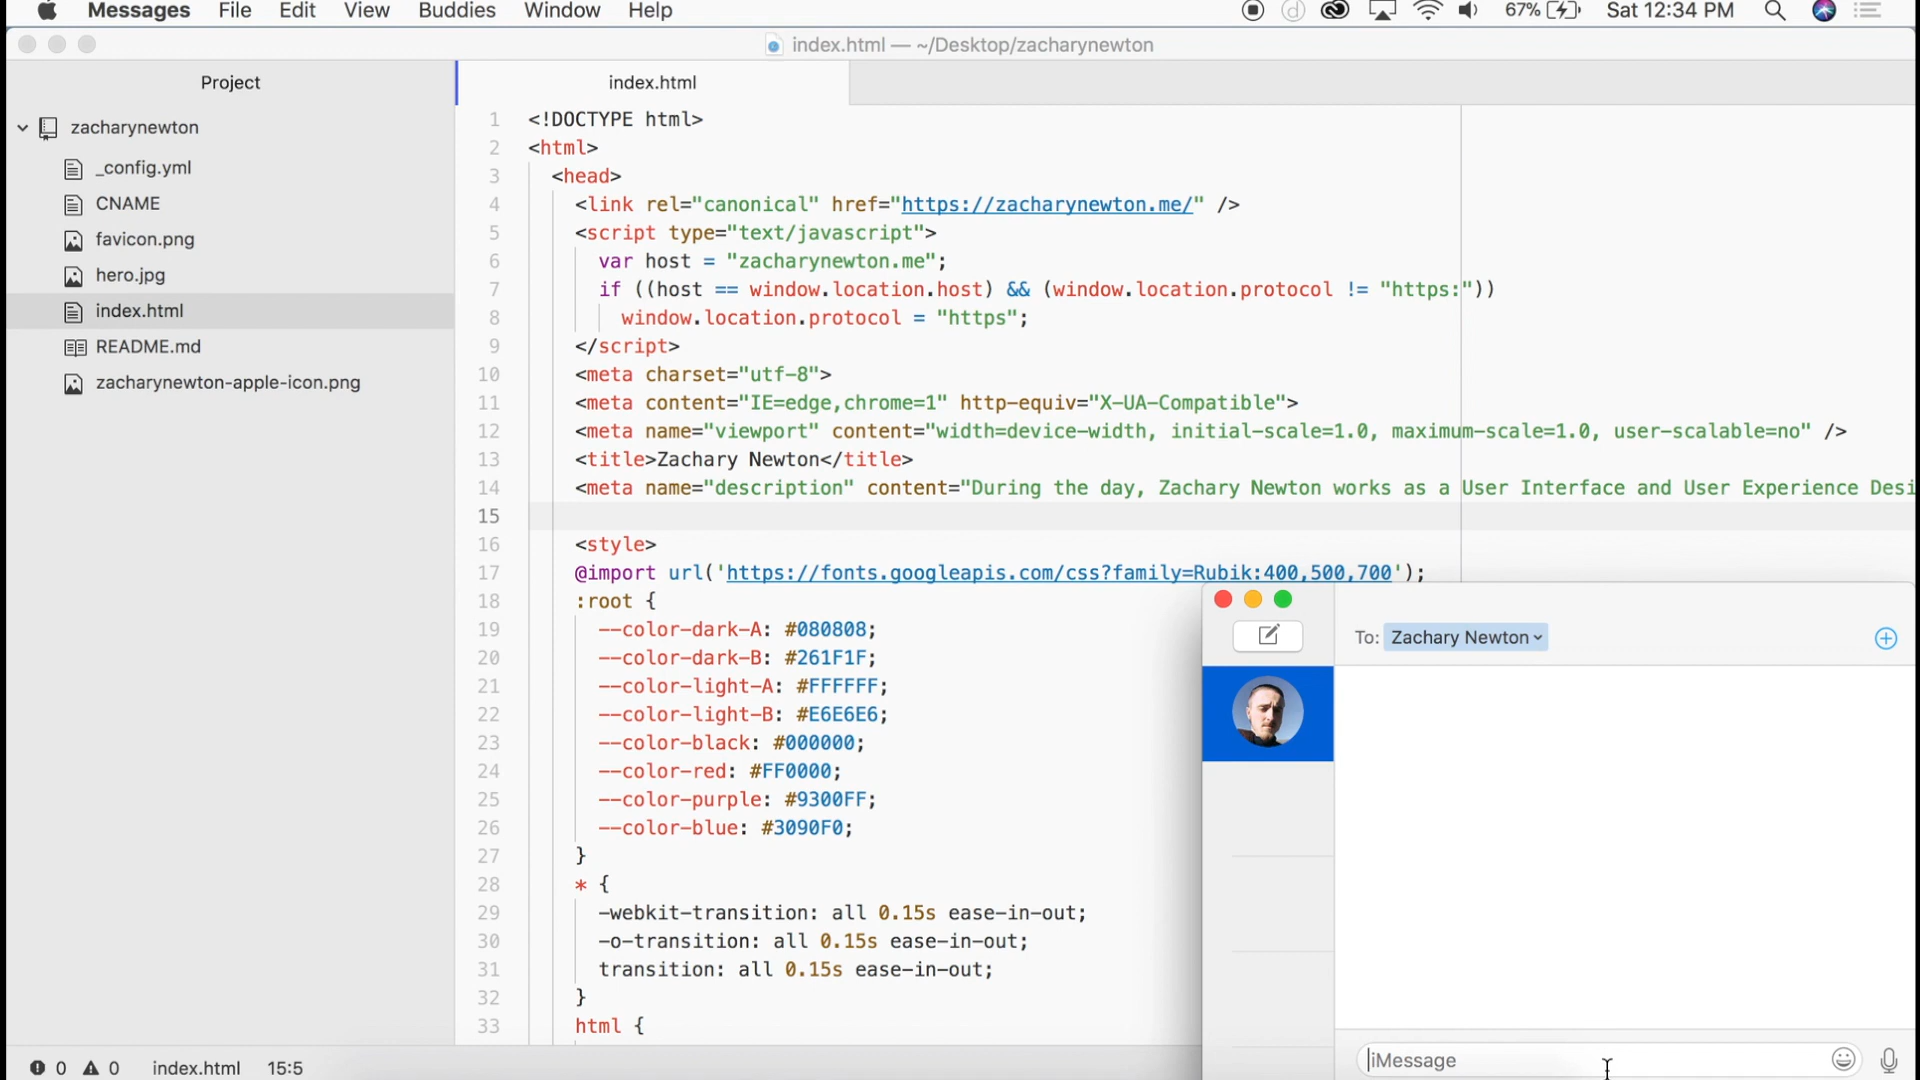 Messages File Edit View Buddies Window Help 67% Sat 12:34 PM
index.html — ~/Desktop/zacharynewton
Project
index.html
zacharynewton
_config.yml
CNAME
favicon.png
hero.jpg
index.html
README.md
zacharynewton-apple-icon.png
1 <!DOCTYPE html>
2 <html>
3 <head>
4 <link rel="canonical" href="https://zacharynewton.me/" />
5 <script type="text/javascript">
6 var host = "zacharynewton.me";
7 if ((host == window.location.host) && (window.location.protocol != "https:"))
8 window.location.protocol = "https";
9 </script>
10 <meta charset="utf-8">
11 <meta content="IE=edge,chrome=1" http-equiv="X-UA-Compatible">
12 <meta name="viewport" content="width=device-width, initial-scale=1.0, maximum-scale=1.0, user-scalable=no" />
13 <title>Zachary Newton</title>
14 <meta name="description" content="During the day, Zachary Newton works as a User Interface and User Experience Desi
15
16 <style>
17 @import url('https://fonts.googleapis.com/css?family=Rubik:400,500,700');
18 :root {
19 --color-dark-A: #080808;
20 --color-dark-B: #261F1F;
21 --color-light-A: #FFFFFF;
22 --color-light-B: #E6E6E6;
23 --color-black: #000000;
24 --color-red: #FF0000;
25 --color-purple: #9300FF;
26 --color-blue: #3090F0;
27 }
28 * {
29 -webkit-transition: all 0.15s ease-in-out;
30 -o-transition: all 0.15s ease-in-out;
31 transition: all 0.15s ease-in-out;
32 }
33 html {
To: Zachary Newton
iMessage
0 0 index.html 15:5